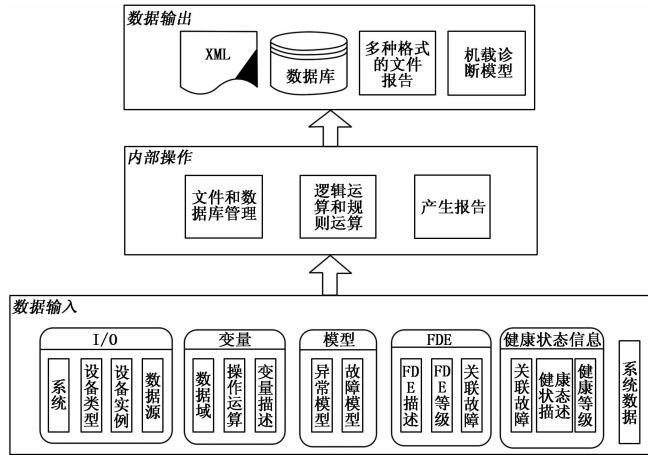 数据输出
XML
数据库
多种格式
的文件
报告
机载诊
断模型
内部操作
文件和数
据库管理
逻辑运
算和规
则运算
产生报告
数据输入
I/O
系统
设备类型
设备实例
数据源
变量
数据域
操作运算
变量描述
模型
异常模型
故障模型
FDE
FDE描述
FDE等级
关联故障
健康状态信息
关联故障
健康
状态
描述
健康等级
系统数据